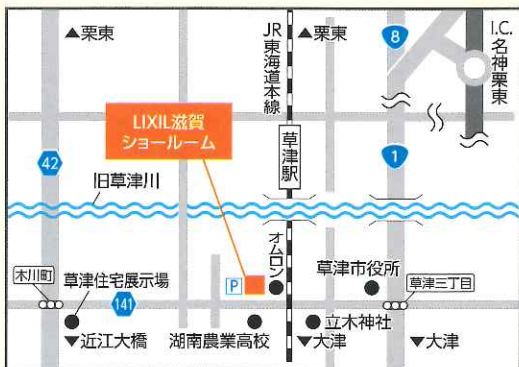 ▲栗東
JR東海道本線
▲栗東
8
I.C.
名神栗東
LIXIL滋賀
ショールーム
草津駅
42
1
旧草津川
オムロン
木川町
草津住宅展示場
P
草津市役所
草津三丁目
141
▼近江大橋
湖南農業高校
▼大津
立木神社
▼大津